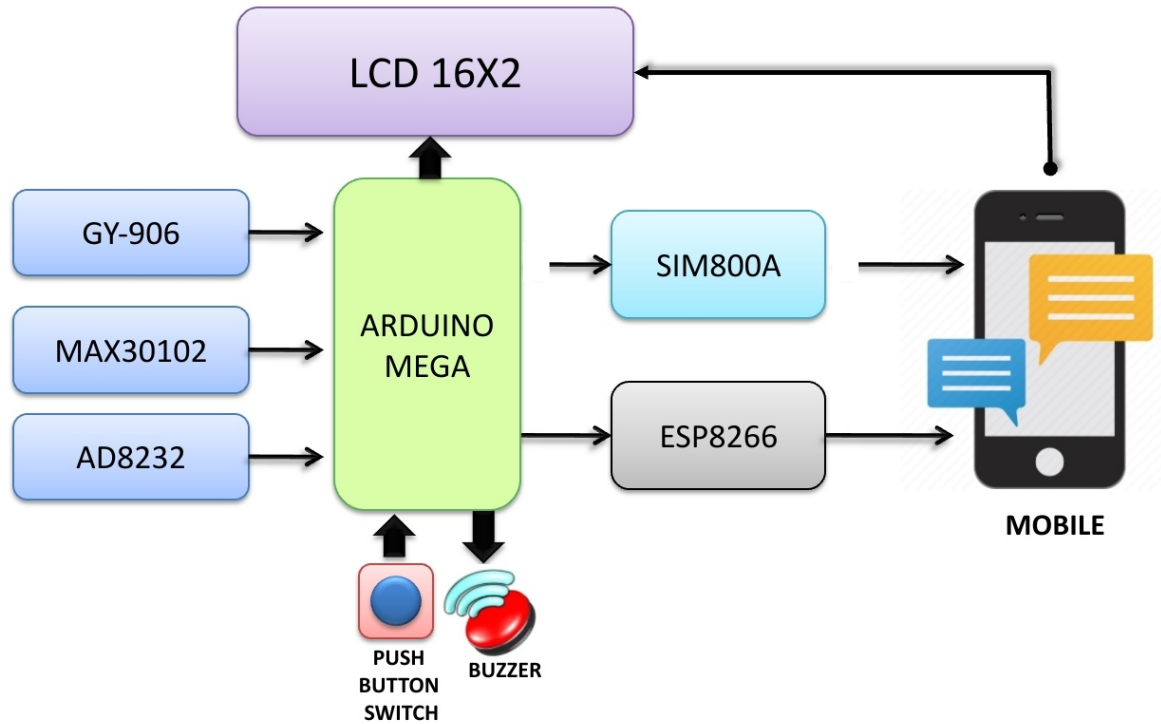 LCD 16X2
GY-906
MAX30102
AD8232
ARDUINO
MEGA
SIM800A
ESP8266
MOBILE
PUSH
BUTTON
SWITCH
BUZZER